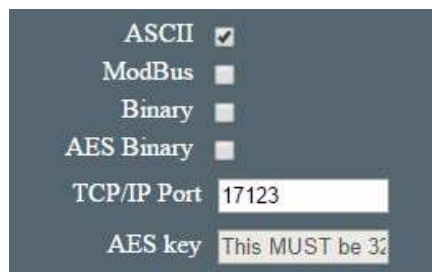 ASCII
ModBus
Binary
AES Binary
TCP/IP Port 17123
AES key This MUST be 32